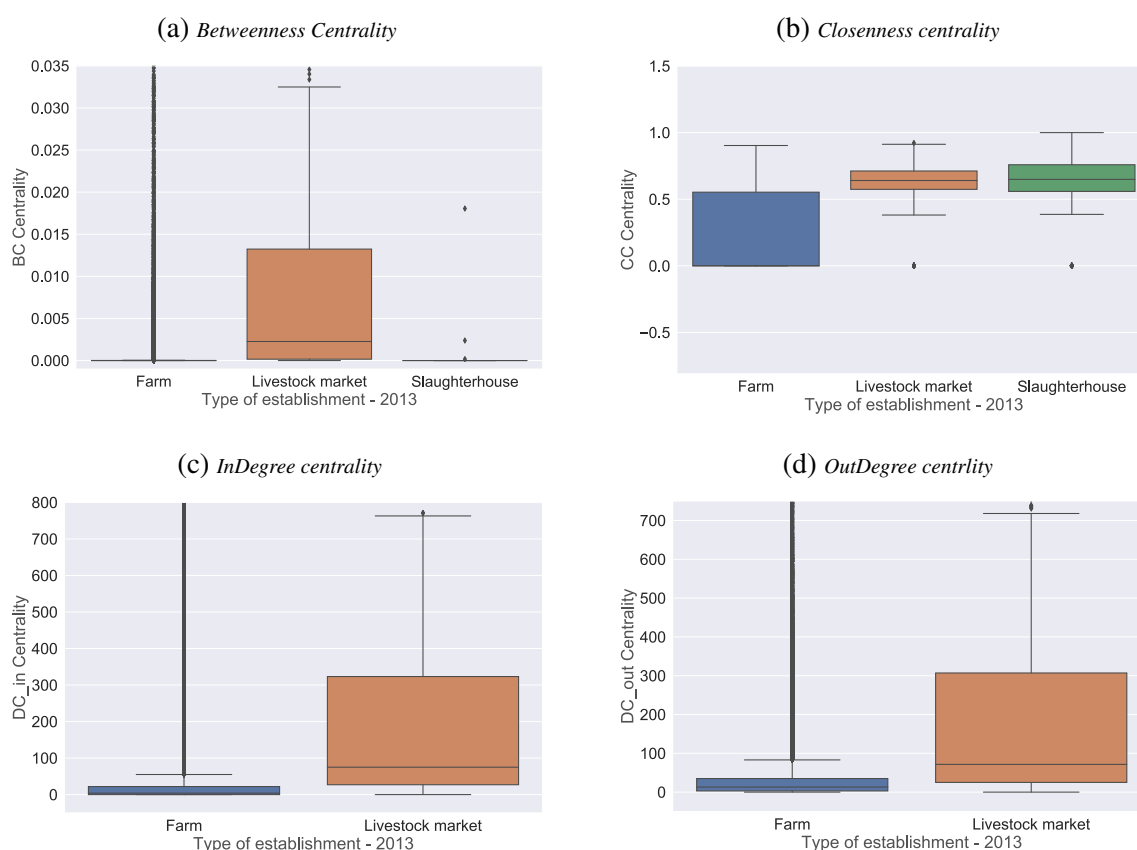 (a) Betweenness Centrality
0.035
0.030
0.025
0.020
0.015
0.010
0.005
0.000
BC Centrality
Farm Livestock market Slaughterhouse
Type of establishment - 2013
(b) Closenness centrality
1.5
1.0
0.5
0.0
−0.5
CC Centrality
Farm Livestock market Slaughterhouse
Type of establishment - 2013
(c) InDegree centrality
800
700
600
500
400
300
200
100
0
DC_in Centrality
Farm Livestock market
Type of establishment - 2013
(d) OutDegree centrlity
700
600
500
400
300
200
100
0
DC_out Centrality
Farm Livestock market
Type of establishment - 2013